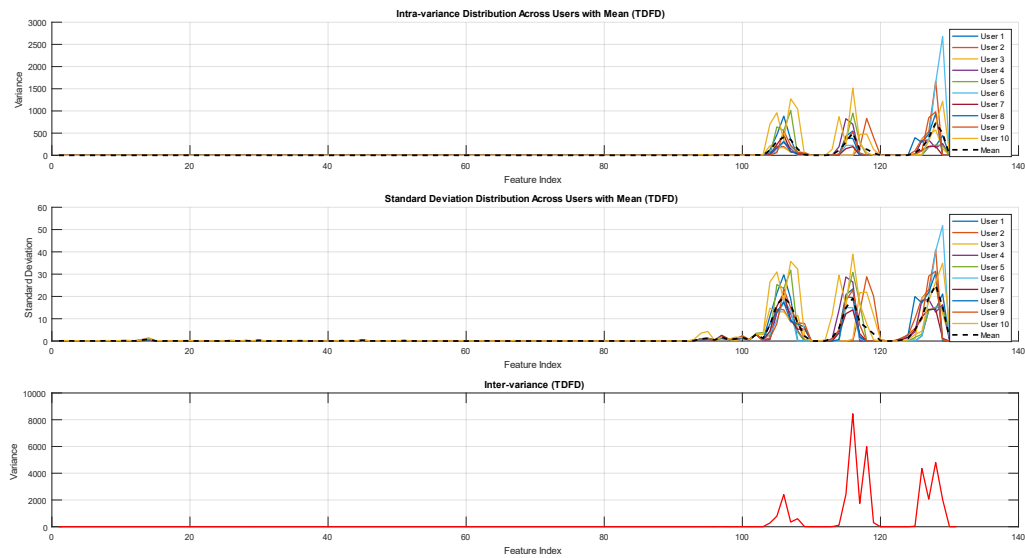 Intra-variance Distribution Across Users with Mean (TDFD)
3000
2500
2000
1500
1000
500
0
Variance
0 20 40 60 80 100 120 140
Feature Index
User 1
User 2
User 3
User 4
User 5
User 6
User 7
User 8
User 9
User 10
Mean
Standard Deviation Distribution Across Users with Mean (TDFD)
60
50
40
30
20
10
0
Standard Deviation
0 20 40 60 80 100 120 140
Feature Index
User 1
User 2
User 3
User 4
User 5
User 6
User 7
User 8
User 9
User 10
Mean
Inter-variance (TDFD)
10000
8000
6000
4000
2000
0
Variance
0 20 40 60 80 100 120 140
Feature Index